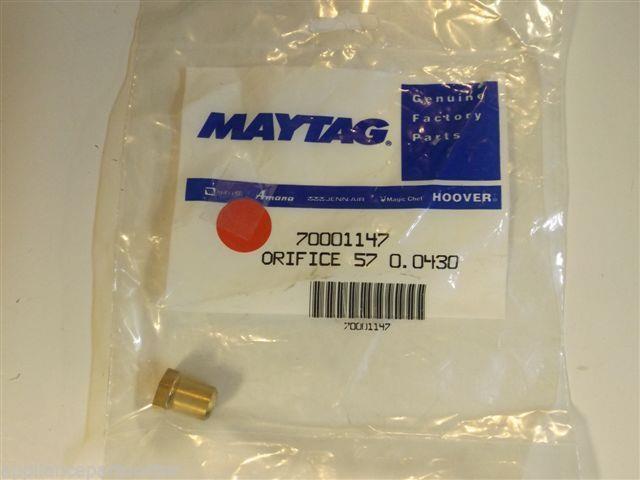 MAYTAG®
Genuine
Factory
Parts
Amana JENN-AIR Magic Chef HOOVER®
70001147
ORIFICE 57 0.0430
70001147